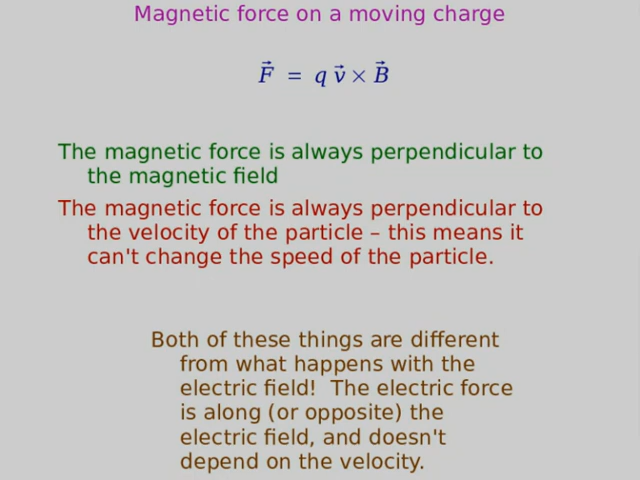 Magnetic force on a moving charge
F⃗ = q v⃗ × B⃗
The magnetic force is always perpendicular to
the magnetic field
The magnetic force is always perpendicular to
the velocity of the particle – this means it
can't change the speed of the particle.
Both of these things are different
from what happens with the
electric field!  The electric force
is along (or opposite) the
electric field, and doesn't
depend on the velocity.